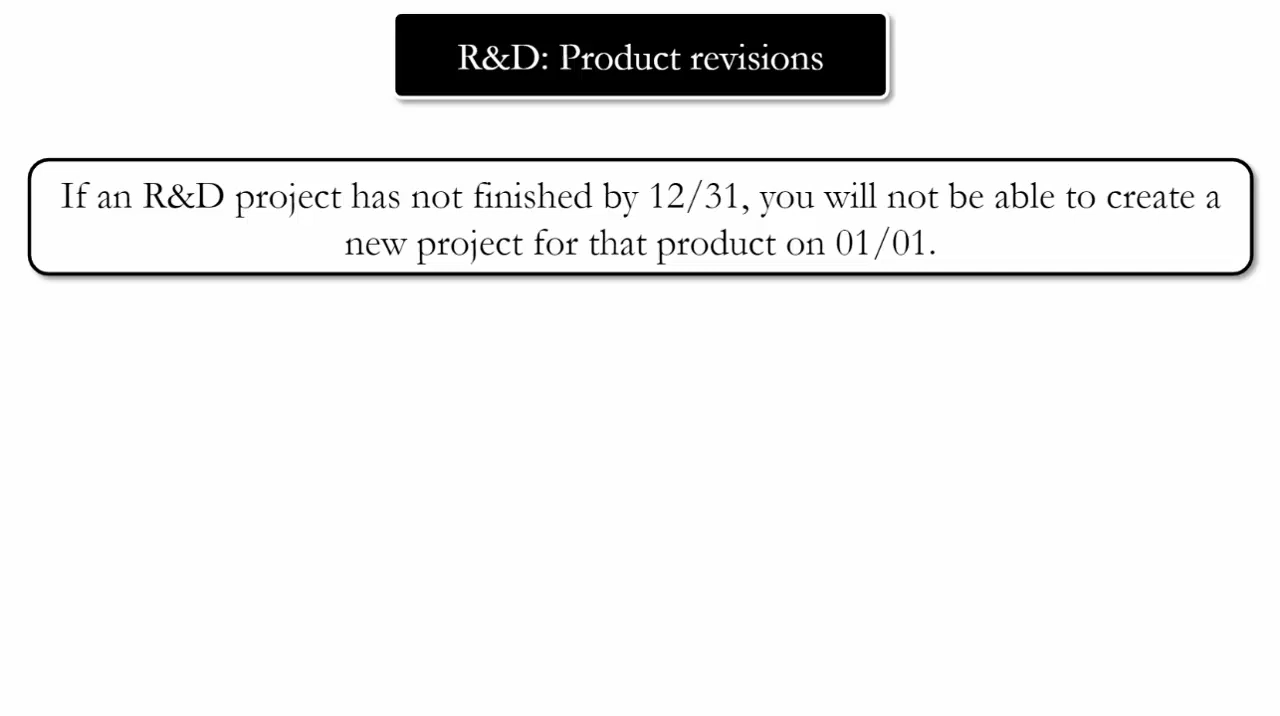 R&D: Product revisions
If an R&D project has not finished by 12/31, you will not be able to create a
new project for that product on 01/01.